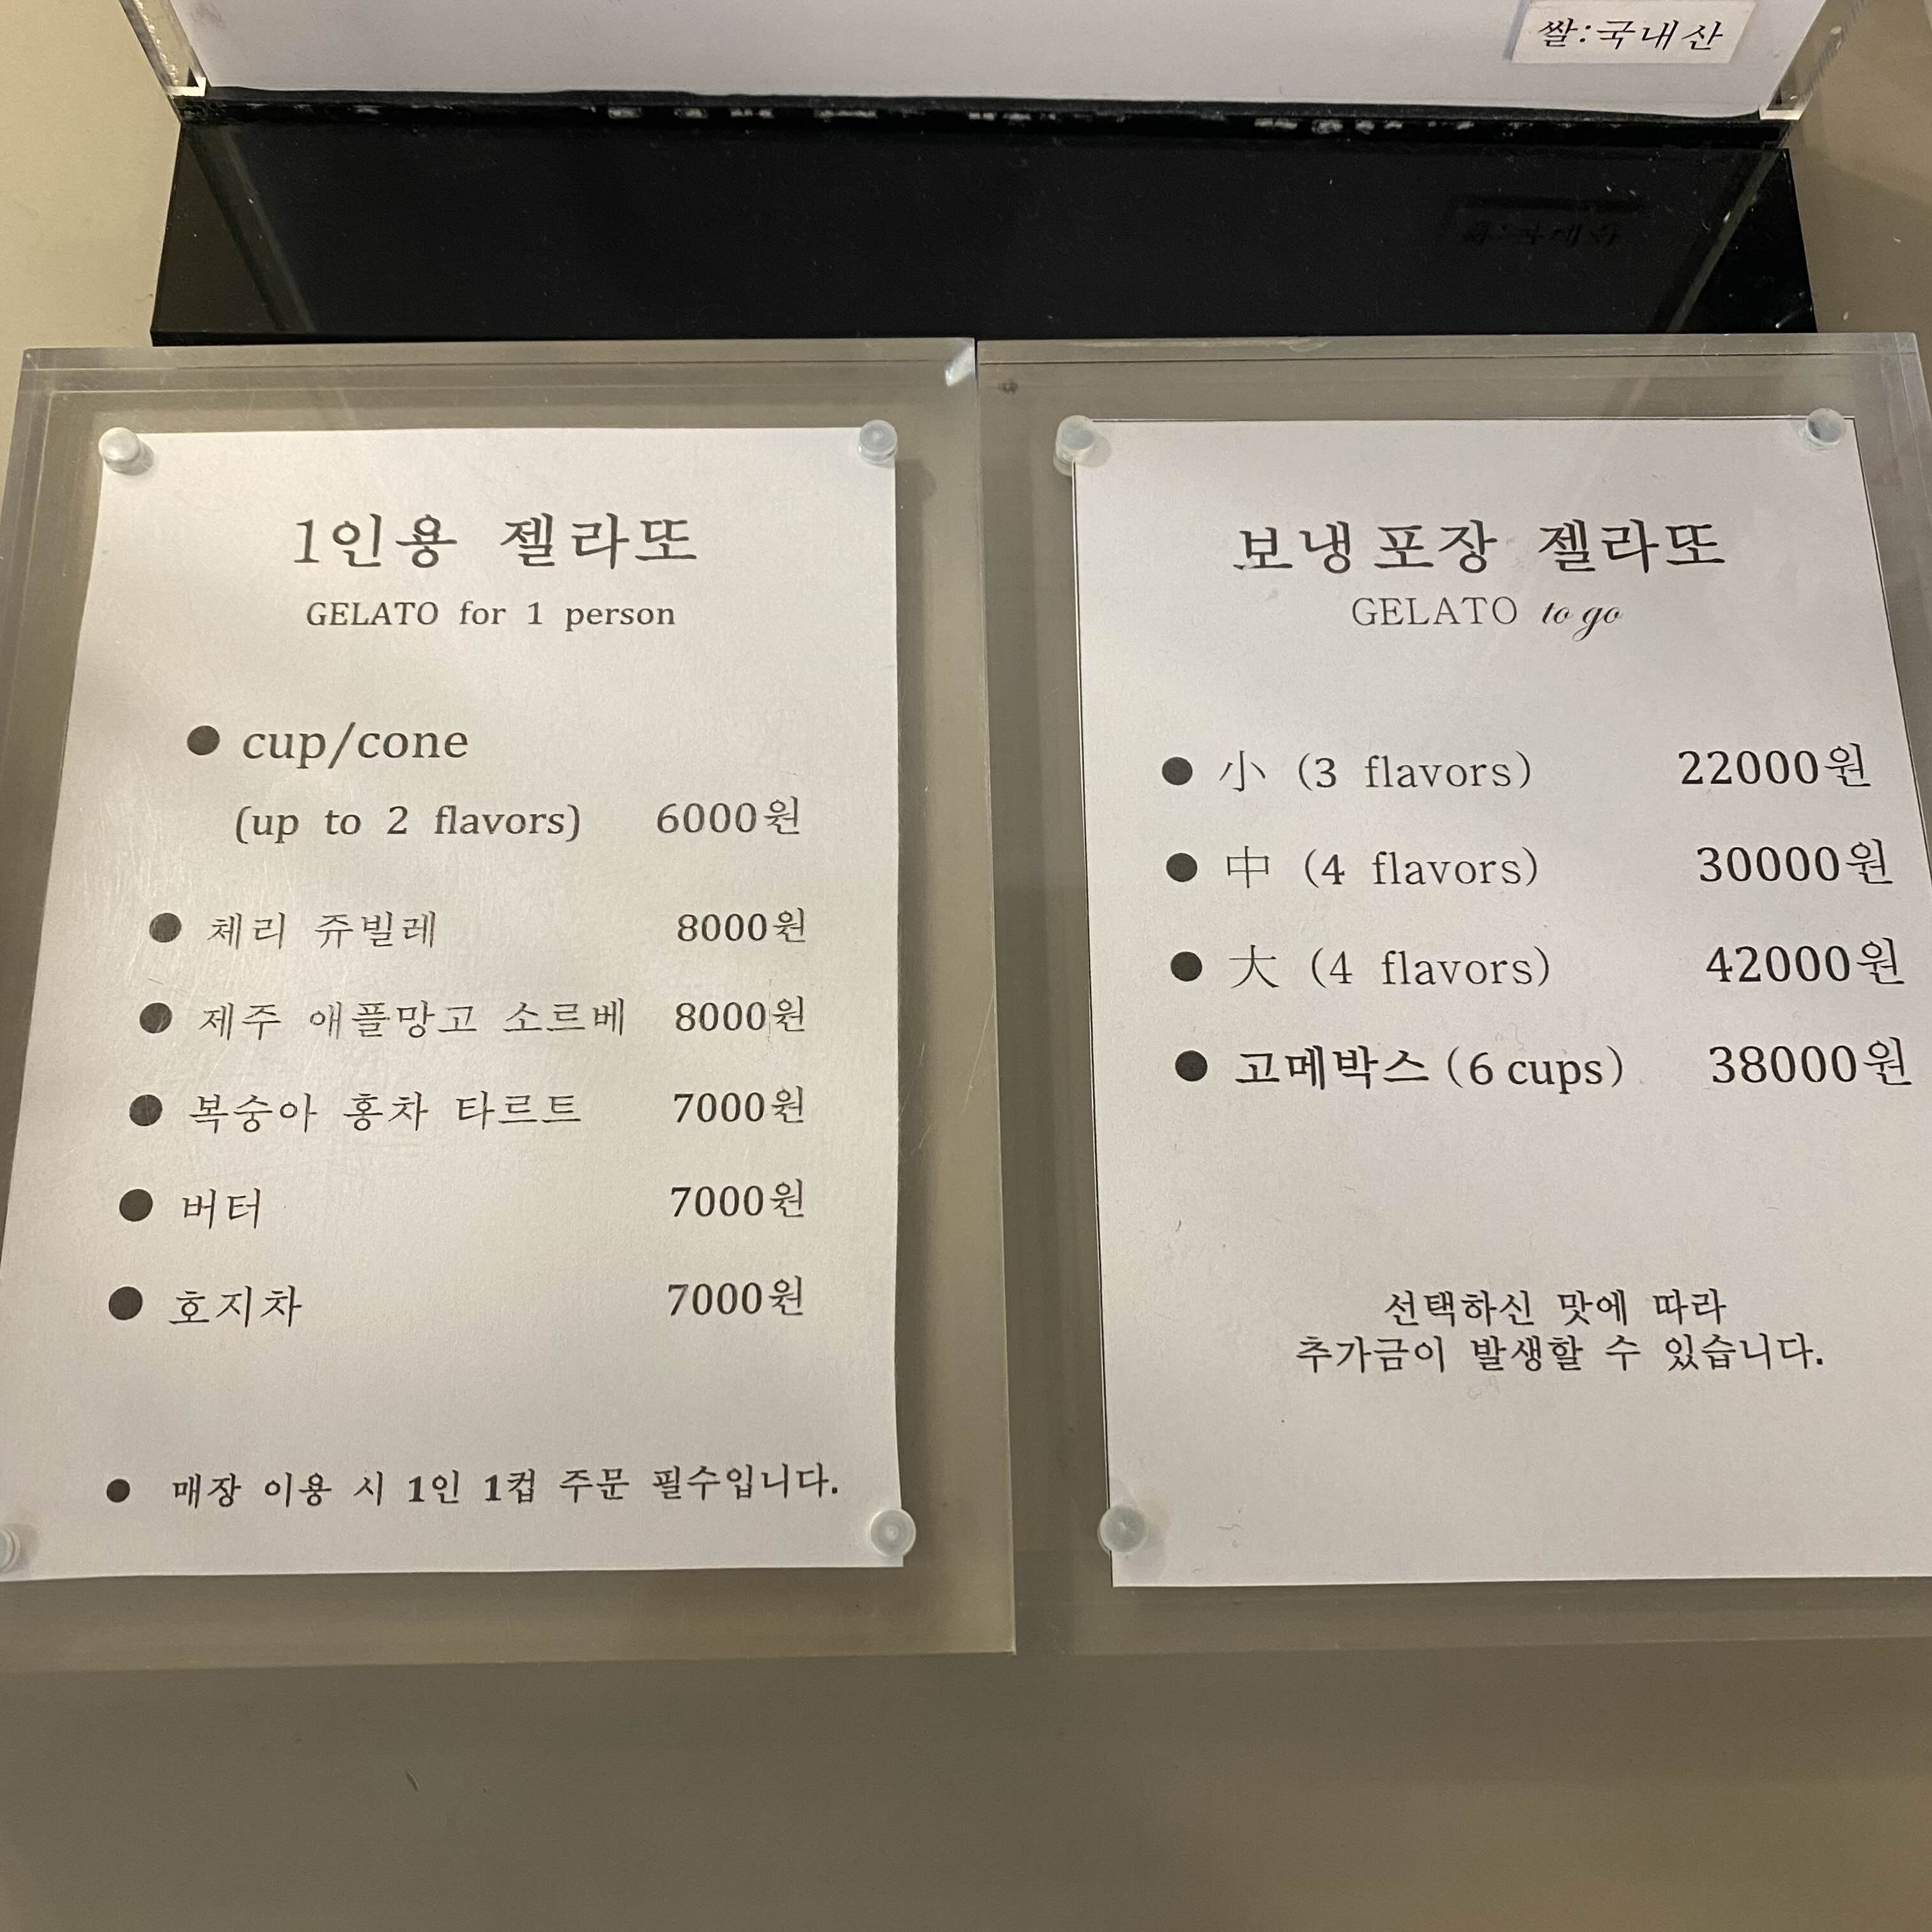 쌀:국내산
1인용 젤라또
GELATO for 1 person
● cup/cone
(up to 2 flavors) 6000원
● 체리 쥬빌레 8000원
● 제주 애플망고 소르베 8000원
● 복숭아 홍차 타르트 7000원
● 버터 7000원
● 호지차 7000원
● 매장 이용 시 1인 1컵 주문 필수입니다.
보냉포장 젤라또
GELATO to go
● 小 (3 flavors) 22000원
● 中 (4 flavors) 30000원
● 大 (4 flavors) 42000원
● 고메박스 (6 cups) 38000원
선택하신 맛에 따라
추가금이 발생할 수 있습니다.